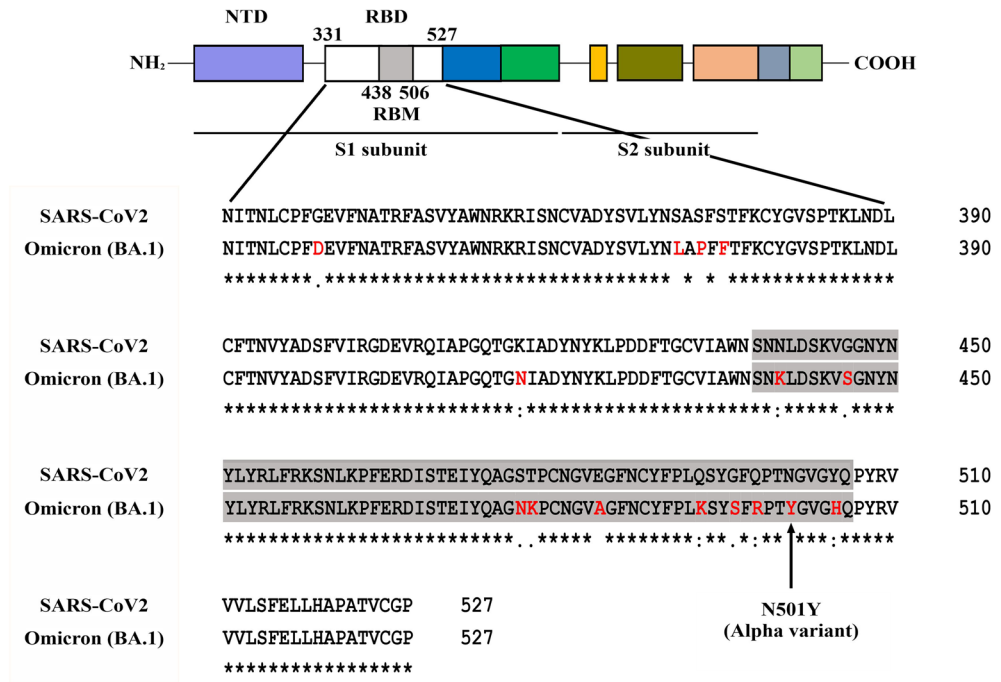 NTD RBD
331 527
NH₂ COOH
438 506
RBM
S1 subunit S2 subunit
SARS-CoV2 NITNLCPFGEVFNATRFASVYAWNRKRISNCVADYSVLYNSASFSTFKCYGVSPTKLNDL 390
Omicron (BA.1) NITNLCPFDEVFNATRFASVYAWNRKRISNCVADYSVLYNLAPFFTFKCYGVSPTKLNDL 390
********.******************************* * * ***************
SARS-CoV2 CFTNVYADSFVIRGDEVRQIAPGQTGKIADYNYKLPDDFTGCVIAWNSNNLDSKVGGNYN 450
Omicron (BA.1) CFTNVYADSFVIRGDEVRQIAPGQTGNIADYNYKLPDDFTGCVIAWNSNKLDSKVSGNYN 450
**************************:**********************:*****.****
SARS-CoV2 YLYRLFRKSNLKPFERDISTEIYQAGSTPCNGVEGFNCYFPLQSYGFQPTNGVGYQPYRV 510
Omicron (BA.1) YLYRLFRKSNLKPFERDISTEIYQAGNKPCNGVAGFNCYFPLKSYSFRPTYGVGHQPYRV 510
**************************..***** ********:**.*:** ***:*****
SARS-CoV2 VVLSFELLHAPATVCGP 527
Omicron (BA.1) VVLSFELLHAPATVCGP 527
*****************
N501Y
(Alpha variant)